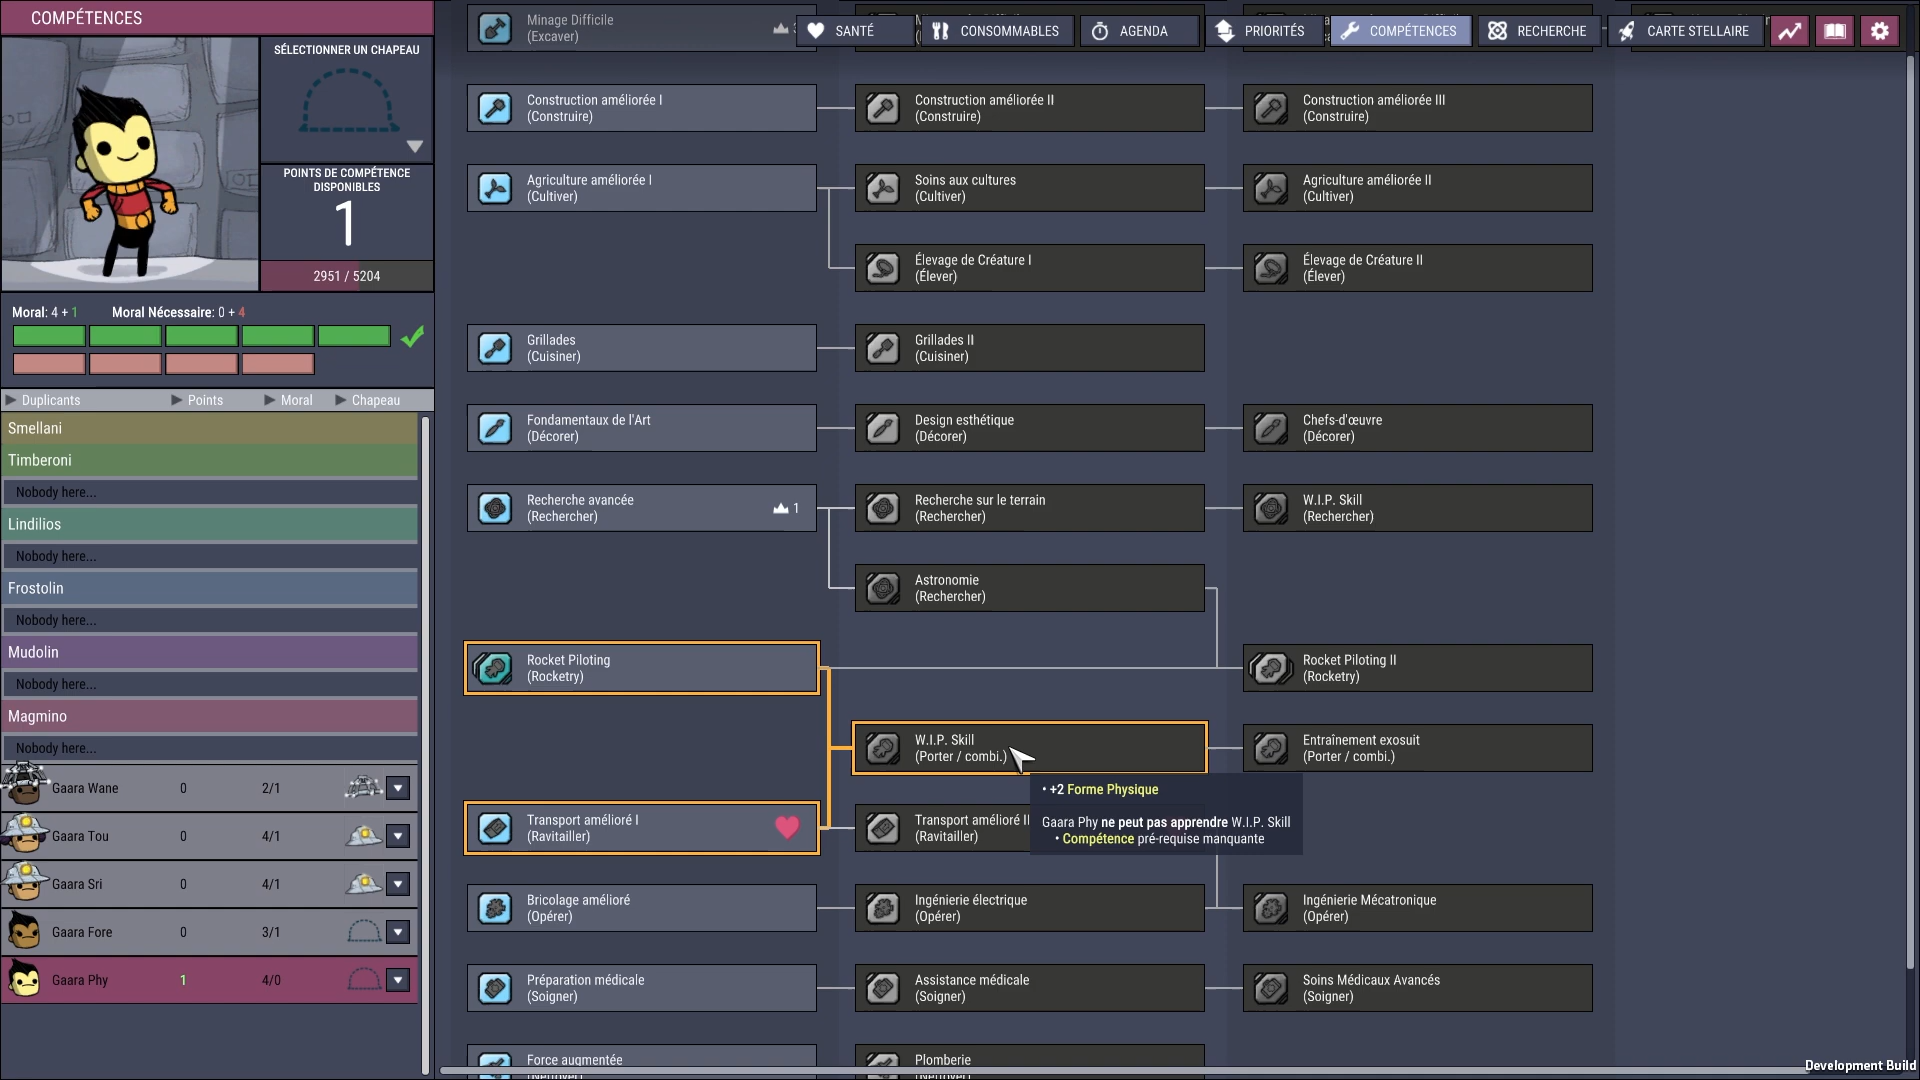 COMPÉTENCES
SÉLECTIONNER UN CHAPEAU
POINTS DE COMPÉTENCE
DISPONIBLES
1
2951 / 5204
Moral: 4 + 1
Moral Nécessaire: 0 + 4
Duplicants
Points
Moral
Chapeau
Smellani
Timberoni
Nobody here...
Lindilios
Nobody here...
Frostolin
Nobody here...
Mudolin
Nobody here...
Magmino
Nobody here...
Gaara Wane 0 2/1
Gaara Tou 0 4/1
Gaara Sri 0 4/1
Gaara Fore 0 3/1
Gaara Phy 1 4/0
SANTÉ
CONSOMMABLES
AGENDA
PRIORITÉS
COMPÉTENCES
RECHERCHE
CARTE STELLAIRE
Minage Difficile
(Excaver)
Construction améliorée I
(Construire)
Construction améliorée II
(Construire)
Construction améliorée III
(Construire)
Agriculture améliorée I
(Cultiver)
Soins aux cultures
(Cultiver)
Agriculture améliorée II
(Cultiver)
Élevage de Créature I
(Élever)
Élevage de Créature II
(Élever)
Grillades
(Cuisiner)
Grillades II
(Cuisiner)
Fondamentaux de l'Art
(Décorer)
Design esthétique
(Décorer)
Chefs-d'œuvre
(Décorer)
Recherche avancée
(Rechercher)
1
Recherche sur le terrain
(Rechercher)
W.I.P. Skill
(Rechercher)
Astronomie
(Rechercher)
Rocket Piloting
(Rocketry)
Rocket Piloting II
(Rocketry)
W.I.P. Skill
(Porter / combi.)
Entraînement exosuit
(Porter / combi.)
• +2 Forme Physique
Gaara Phy ne peut pas apprendre W.I.P. Skill
• Compétence pré-requise manquante
Transport amélioré I
(Ravitailler)
Transport amélioré II
(Ravitailler)
Bricolage amélioré
(Opérer)
Ingénierie électrique
(Opérer)
Ingénierie Mécatronique
(Opérer)
Préparation médicale
(Soigner)
Assistance médicale
(Soigner)
Soins Médicaux Avancés
(Soigner)
Force augmentée
Plomberie
Development Build